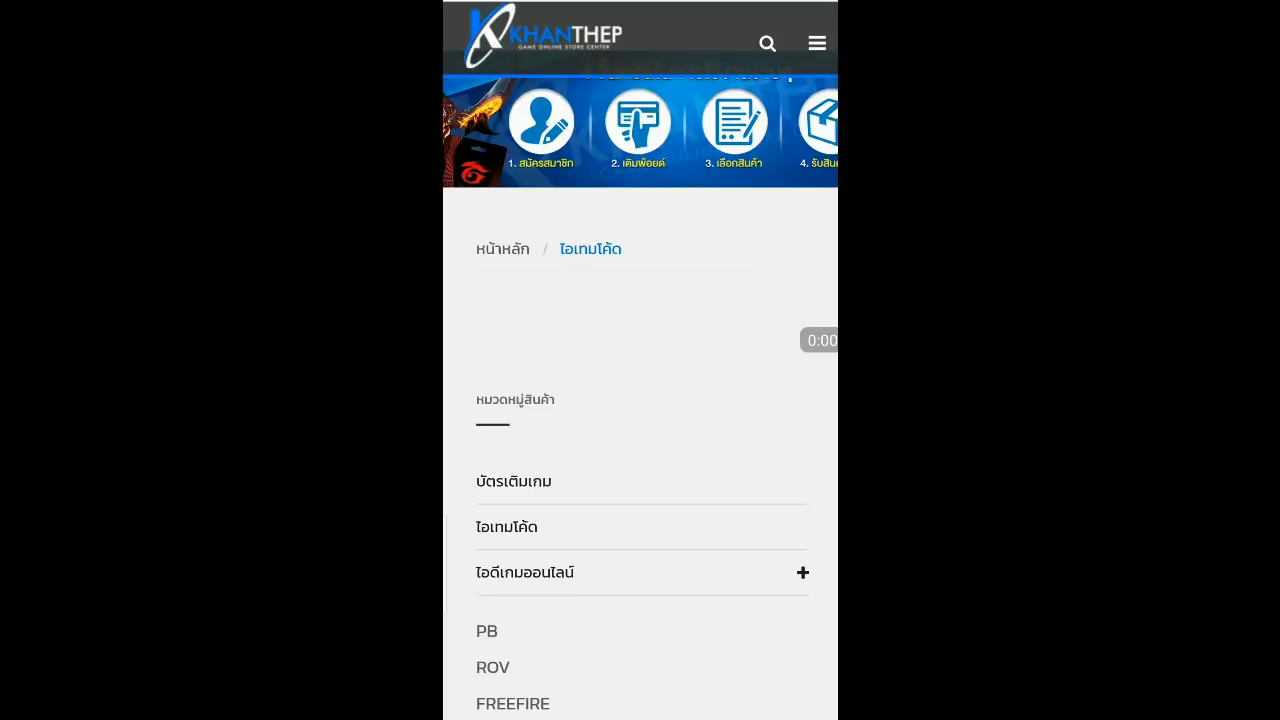 KHANTHEP
GAME ONLINE STORE CENTER
1. สมัครสมาชิก
2. เติมพ้อยต์
3. เลือกสินค้า
4.
หน้าหลัก / ไอเทมโค้ด
0:00
หมวดหมู่สินค้า
บัตรเติมเกม
ไอเทมโค้ด
ไอดีเกมออนไลน์
PB
ROV
FREEFIRE